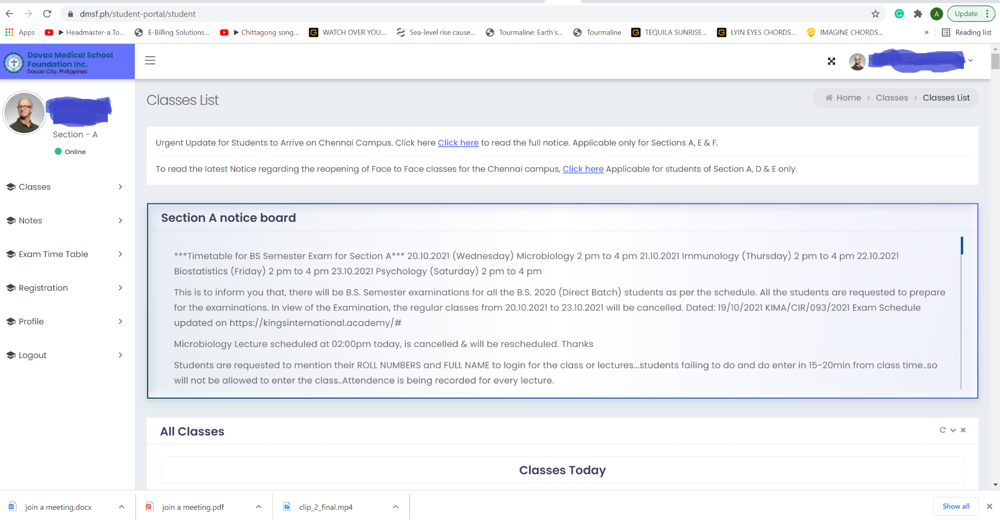 dmsf.ph/student-portal/student
A
Update
Apps
Headmaster-a To...
E-Billing Solutions...
Chittagong song...
WATCH OVER YOU...
Sea-level rise cause...
Tourmaline: Earth's...
Tourmaline
TEQUILA SUNRISE...
LYIN EYES CHORDS...
IMAGINE CHORDS...
»
Reading list
Davao Medical School
Foundation Inc.
Davao City, Philippines
Section - A
Online
Classes
Notes
Exam Time Table
Registration
Profile
Logout
Classes List
Home > Classes > Classes List
Urgent Update for Students to Arrive on Chennai Campus. Click here Click here to read the full notice. Applicable only for Sections A, E & F.
To read the latest Notice regarding the reopening of Face to Face classes for the Chennai campus, Click here Applicable for students of Section A, D & E only.
Section A notice board
***Timetable for BS Semester Exam for Section A*** 20.10.2021 (Wednesday) Microbiology 2 pm to 4 pm 21.10.2021 Immunology (Thursday) 2 pm to 4 pm 22.10.2021
Biostatistics (Friday) 2 pm to 4 pm 23.10.2021 Psychology (Saturday) 2 pm to 4 pm
This is to inform you that, there will be B.S. Semester examinations for all the B.S. 2020 (Direct Batch) students as per the schedule. All the students are requested to prepare
for the examinations. In view of the Examination, the regular classes from 20.10.2021 to 23.10.2021 will be cancelled. Dated: 19/10/2021 KIMA/CIR/093/2021 Exam Schedule
updated on https://kingsinternational.academy/#
Microbiology Lecture scheduled at 02:00pm today, is cancelled & will be rescheduled. Thanks
Students are requested to mention their ROLL NUMBERS and FULL NAME to login for the class or lectures...students failing to do and do enter in 15-20min from class time..so
will not be allowed to enter the class..Attendence is being recorded for every lecture.
All Classes
Classes Today
join a meeting.docx
join a meeting.pdf
clip_2_final.mp4
Show all